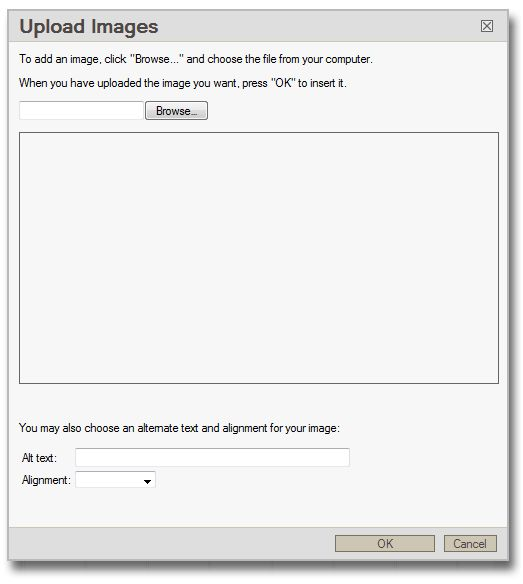 Upload Images
To add an image, click "Browse..." and choose the file from your computer.
When you have uploaded the image you want, press "OK" to insert it.
Browse...
You may also choose an alternate text and alignment for your image:
Alt text:
Alignment:
OK Cancel